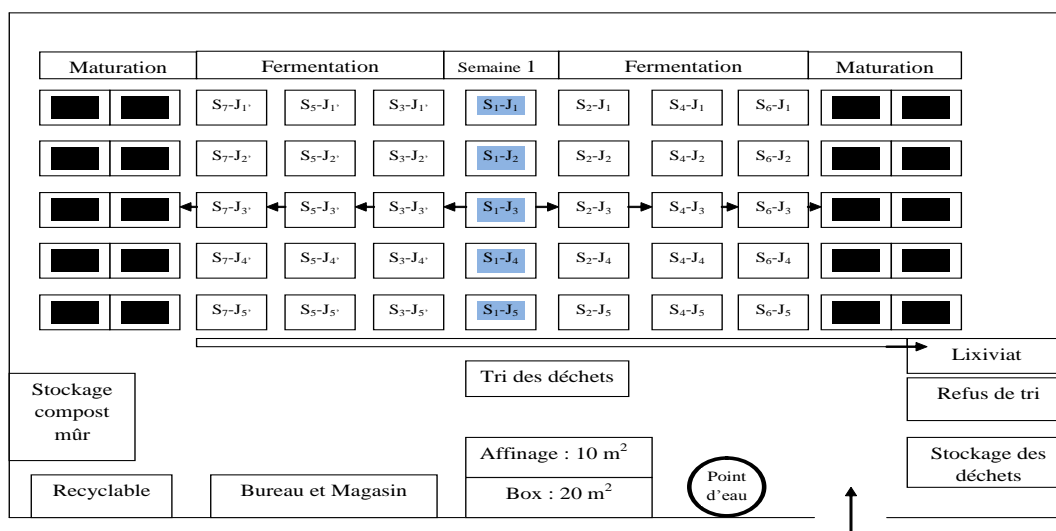 Maturation Fermentation Semaine 1 Fermentation Maturation
S₇-J₁' S₅-J₁' S₃-J₁' S₁-J₁ S₂-J₁ S₄-J₁ S₆-J₁
S₇-J₂' S₅-J₂' S₃-J₂' S₁-J₂ S₂-J₂ S₄-J₂ S₆-J₂
S₇-J₃' S₅-J₃' S₃-J₃' S₁-J₃ S₂-J₃ S₄-J₃ S₆-J₃
S₇-J₄' S₅-J₄' S₃-J₄' S₁-J₄ S₂-J₄ S₄-J₄ S₆-J₄
S₇-J₅' S₅-J₅' S₃-J₅' S₁-J₅ S₂-J₅ S₄-J₅ S₆-J₅
Lixiviat
Tri des déchets
Refus de tri
Stockage
compost
mûr
Affinage : 10 m²
Stockage des
déchets
Recyclable
Bureau et Magasin
Box : 20 m²
Point
d'eau